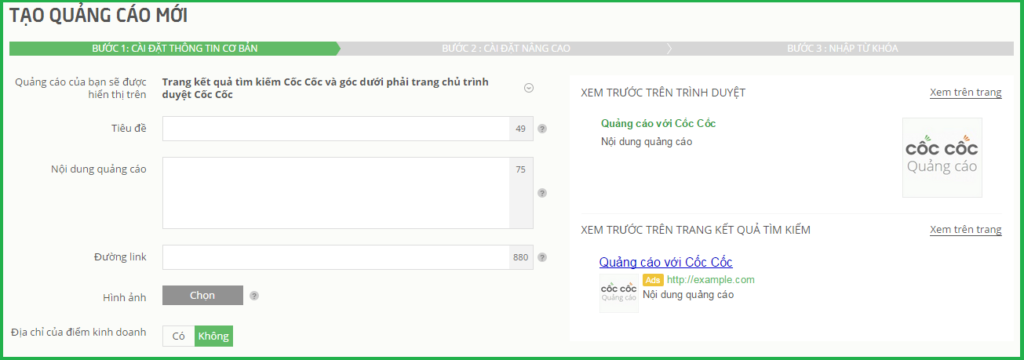 TẠO QUẢNG CÁO MỚI
BƯỚC 1: CÀI ĐẶT THÔNG TIN CƠ BẢN
BƯỚC 2 : CÀI ĐẶT NÂNG CAO
BƯỚC 3 : NHẬP TỪ KHÓA
Quảng cáo của bạn sẽ được
hiển thị trên
Trang kết quả tìm kiếm Cốc Cốc và góc dưới phải trang chủ trình
duyệt Cốc Cốc
Tiêu đề
49
?
Nội dung quảng cáo
75
?
Đường link
880
?
Hình ảnh
Chọn
?
Địa chỉ của điểm kinh doanh
Có
Không
XEM TRƯỚC TRÊN TRÌNH DUYỆT
Xem trên trang
Quảng cáo với Cốc Cốc
Nội dung quảng cáo
cốc cốc
Quảng cáo
XEM TRƯỚC TRÊN TRANG KẾT QUẢ TÌM KIẾM
Xem trên trang
Quảng cáo với Cốc Cốc
cốc cốc
Quảng cáo
Ads http://example.com
Nội dung quảng cáo